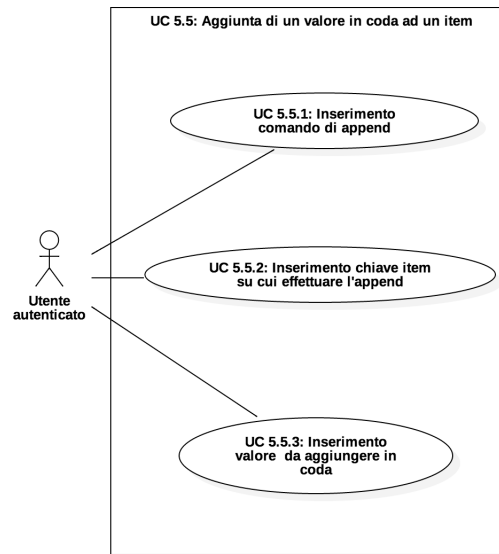 UC 5.5: Aggiunta di un valore in coda ad un item
UC 5.5.1: Inserimento
comando di append
UC 5.5.2: Inserimento chiave item
su cui effettuare l'append
Utente
autenticato
UC 5.5.3: Inserimento
valore  da aggiungere in
coda